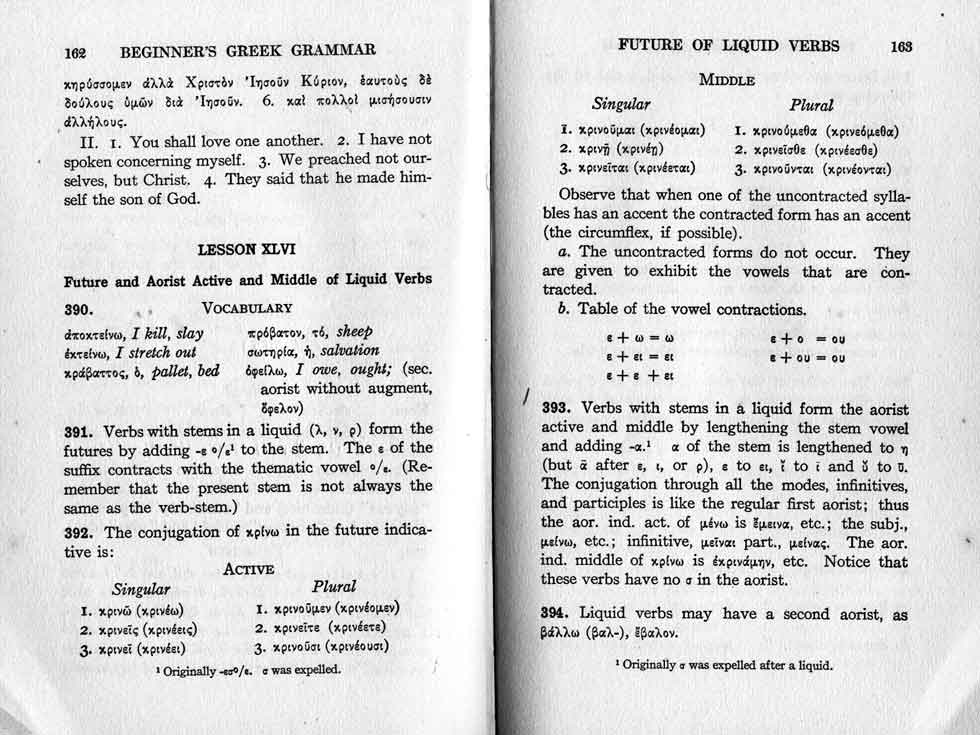 162 BEGINNER'S GREEK GRAMMAR
κηρύσσομεν ἀλλὰ Χριστὸν Ἰησοῦν Κύριον, ἑαυτοὺς δὲ
δούλους ὑμῶν διὰ Ἰησοῦν. 6. καὶ πολλοὶ μισήσουσιν
ἀλλήλους.
II. 1. You shall love one another. 2. I have not
spoken concerning myself. 3. We preached not our-
selves, but Christ. 4. They said that he made him-
self the son of God.
LESSON XLVI
Future and Aorist Active and Middle of Liquid Verbs
390. VOCABULARY
ἀποκτείνω, I kill, slay πρόβατον, τό, sheep
ἐκτείνω, I stretch out σωτηρία, ἡ, salvation
κράβαττος, ὁ, pallet, bed ὀφείλω, I owe, ought; (sec.
aorist without augment,
ὄφελον)
391. Verbs with stems in a liquid (λ, ν, ρ) form the
futures by adding -ε ο/ε¹ to the stem. The ε of the
suffix contracts with the thematic vowel ο/ε. (Re-
member that the present stem is not always the
same as the verb-stem.)
392. The conjugation of κρίνω in the future indica-
tive is:
ACTIVE
Singular Plural
1. κρινῶ (κρινέω) 1. κρινοῦμεν (κρινέομεν)
2. κρινεῖς (κρινέεις) 2. κρινεῖτε (κρινέετε)
3. κρινεῖ (κρινέει) 3. κρινοῦσι (κρινέουσι)
¹ Originally -εσο/ε. σ was expelled.
FUTURE OF LIQUID VERBS 163
MIDDLE
Singular Plural
1. κρινοῦμαι (κρινέομαι) 1. κρινούμεθα (κρινεόμεθα)
2. κρινῇ (κρινέῃ) 2. κρινεῖσθε (κρινέεσθε)
3. κρινεῖται (κρινέεται) 3. κρινοῦνται (κρινέονται)
Observe that when one of the uncontracted sylla-
bles has an accent the contracted form has an accent
(the circumflex, if possible).
a. The uncontracted forms do not occur. They
are given to exhibit the vowels that are con-
tracted.
b. Table of the vowel contractions.
ε + ω = ω ε + ο = ου
ε + ει = ει ε + ου = ου
ε + ε + ει
393. Verbs with stems in a liquid form the aorist
active and middle by lengthening the stem vowel
and adding -α.¹ α of the stem is lengthened to η
(but ᾱ after ε, ι, or ρ), ε to ει, ῐ to ῑ and ῠ to ῡ.
The conjugation through all the modes, infinitives,
and participles is like the regular first aorist; thus
the aor. ind. act. of μένω is ἔμεινα, etc.; the subj.,
μείνω, etc.; infinitive, μεῖναι part., μείνας. The aor.
ind. middle of κρίνω is ἐκρινάμην, etc. Notice that
these verbs have no σ in the aorist.
394. Liquid verbs may have a second aorist, as
βάλλω (βαλ-), ἔβαλον.
¹ Originally σ was expelled after a liquid.